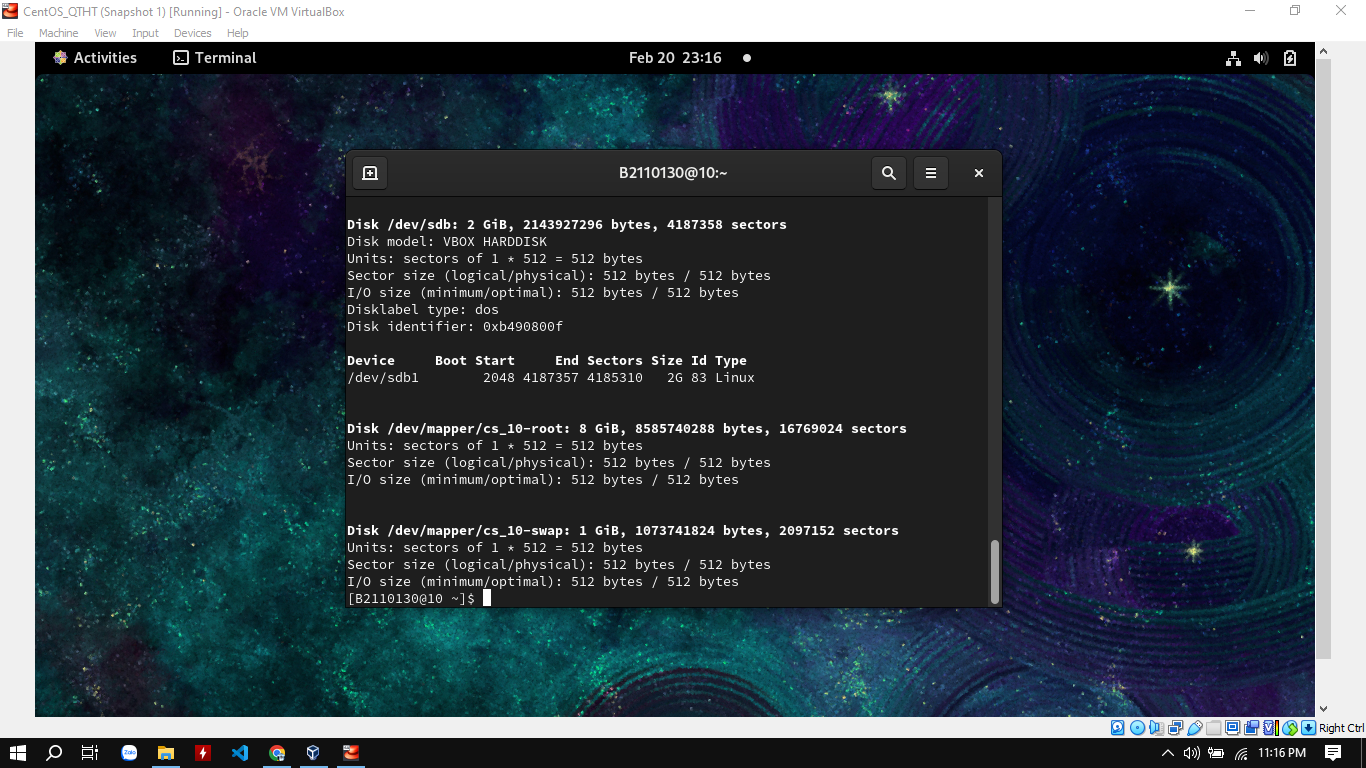 CentOS_QTHT (Snapshot 1) [Running] - Oracle VM VirtualBox
File Machine View Input Devices Help
Activities Terminal Feb 20 23:16
B2110130@10:~
Disk /dev/sdb: 2 GiB, 2143927296 bytes, 4187358 sectors
Disk model: VBOX HARDDISK
Units: sectors of 1 * 512 = 512 bytes
Sector size (logical/physical): 512 bytes / 512 bytes
I/O size (minimum/optimal): 512 bytes / 512 bytes
Disklabel type: dos
Disk identifier: 0xb490800f
Device     Boot Start     End Sectors Size Id Type
/dev/sdb1        2048 4187357 4185310   2G 83 Linux
Disk /dev/mapper/cs_10-root: 8 GiB, 8585740288 bytes, 16769024 sectors
Units: sectors of 1 * 512 = 512 bytes
Sector size (logical/physical): 512 bytes / 512 bytes
I/O size (minimum/optimal): 512 bytes / 512 bytes
Disk /dev/mapper/cs_10-swap: 1 GiB, 1073741824 bytes, 2097152 sectors
Units: sectors of 1 * 512 = 512 bytes
Sector size (logical/physical): 512 bytes / 512 bytes
I/O size (minimum/optimal): 512 bytes / 512 bytes
[B2110130@10 ~]$
Right Ctrl
Zalo
11:16 PM